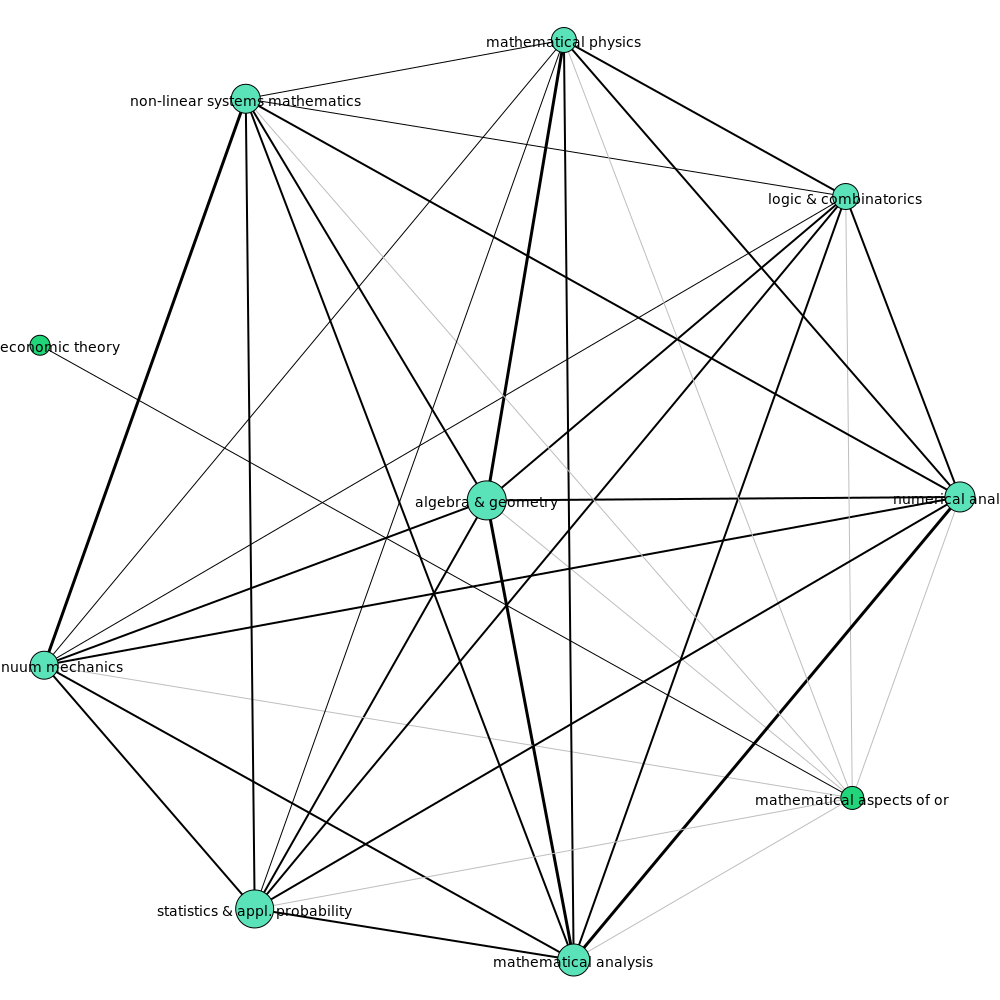 mathematical physics
non-linear systems mathematics
logic & combinatorics
economic theory
algebra & geometry
numerical anal
nuum mechanics
mathematical aspects of or
statistics & appl. probability
mathematical analysis